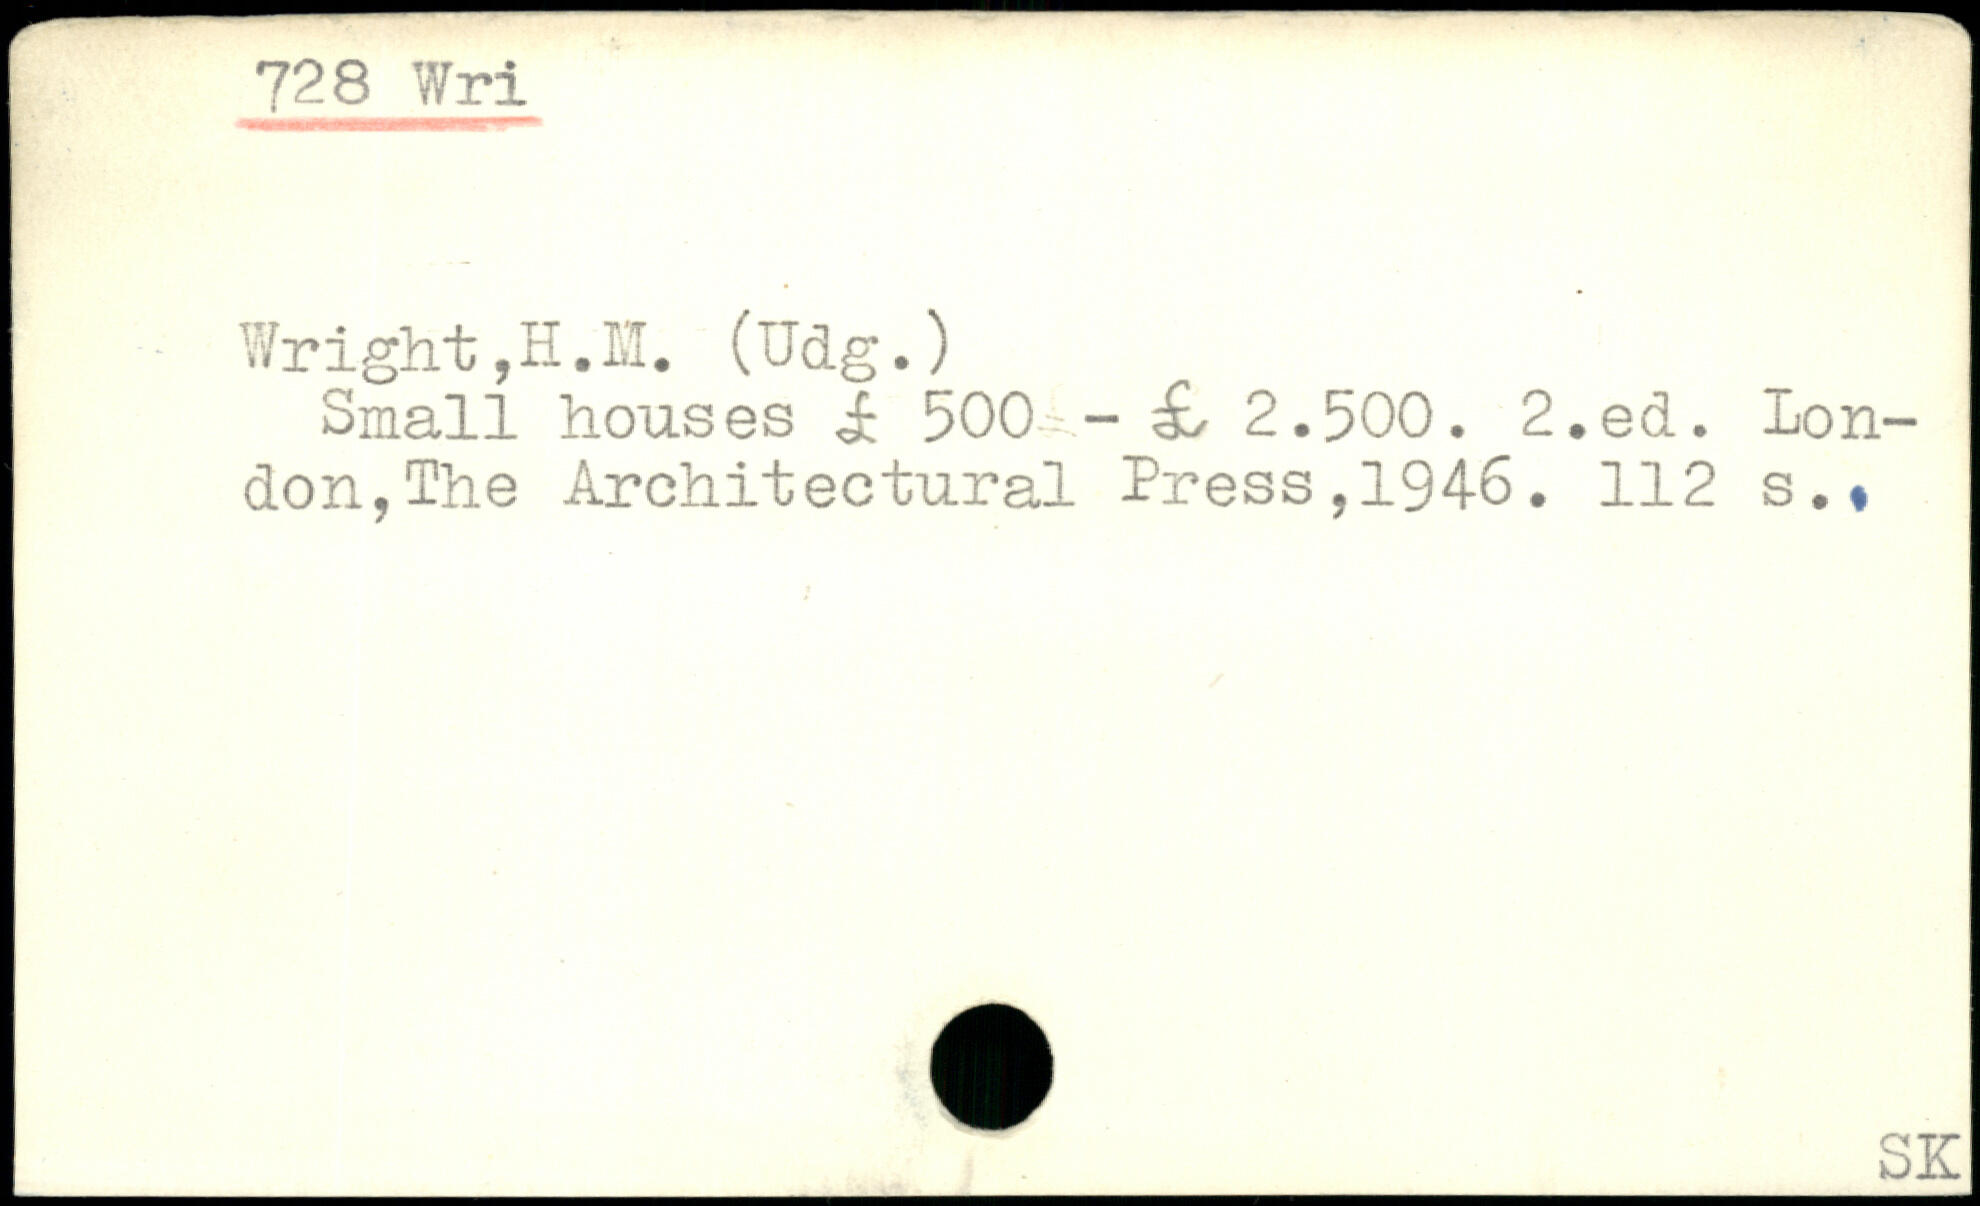 728 Wri
Wright,H.M. (Udg.)
Small houses £ 500 - £ 2.500. 2.ed. Lon-
don,The Architectural Press,1946. 112 s.
SK